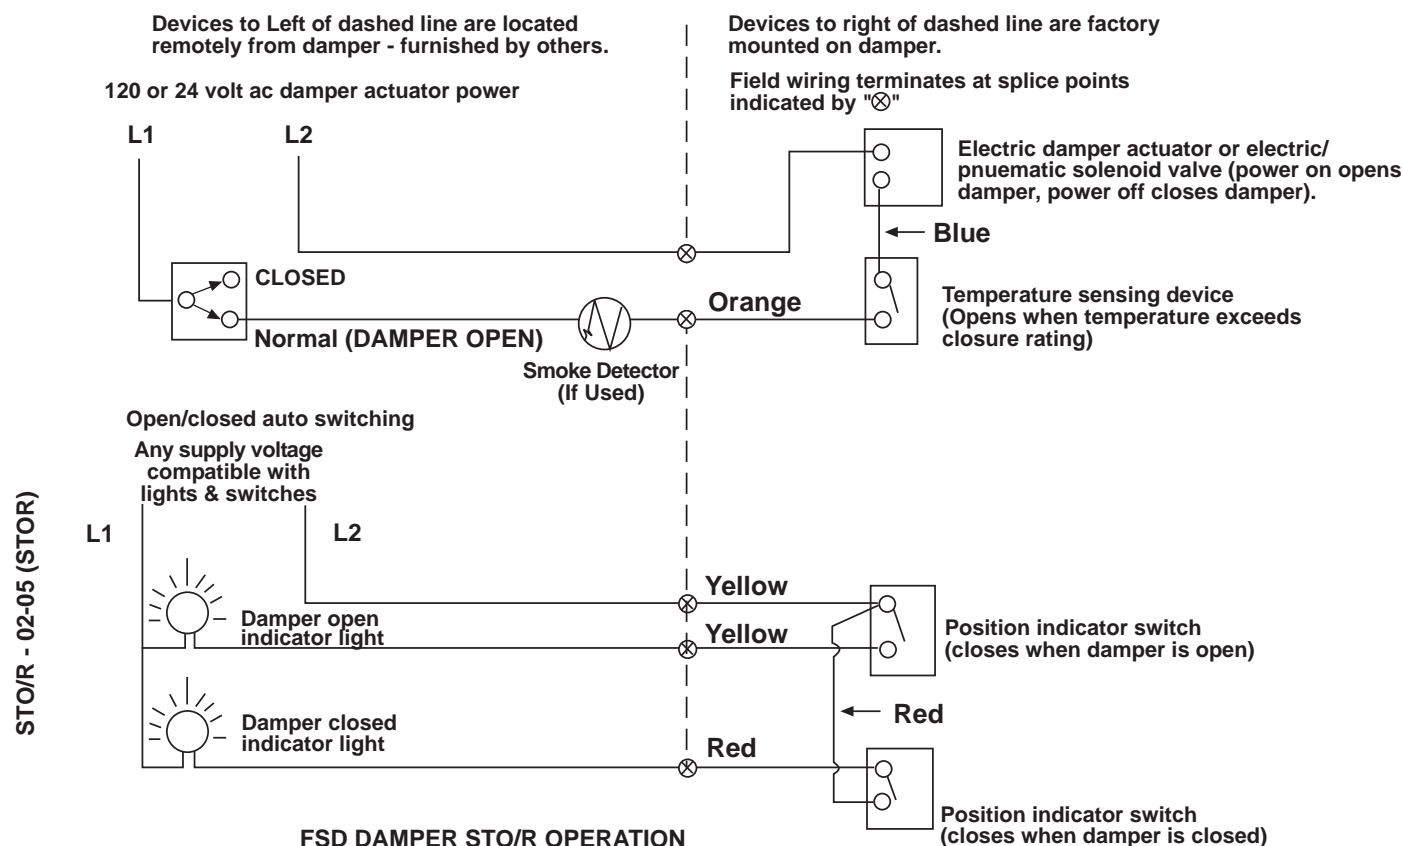 Devices to Left of dashed line are located
remotely from damper - furnished by others.
Devices to right of dashed line are factory
mounted on damper.
Field wiring terminates at splice points
indicated by "⊗"
120 or 24 volt ac damper actuator power
L1
L2
Electric damper actuator or electric/
pnuematic solenoid valve (power on opens
damper, power off closes damper).
Blue
CLOSED
Orange
Temperature sensing device
(Opens when temperature exceeds
closure rating)
Normal (DAMPER OPEN)
Smoke Detector
(If Used)
Open/closed auto switching
Any supply voltage
compatible with
lights & switches
L1
L2
STO/R - 02-05 (STOR)
Yellow
Damper open
indicator light
Yellow
Position indicator switch
(closes when damper is open)
Red
Damper closed
indicator light
Red
Position indicator switch
(closes when damper is closed)
FSD DAMPER STO/R OPERATION